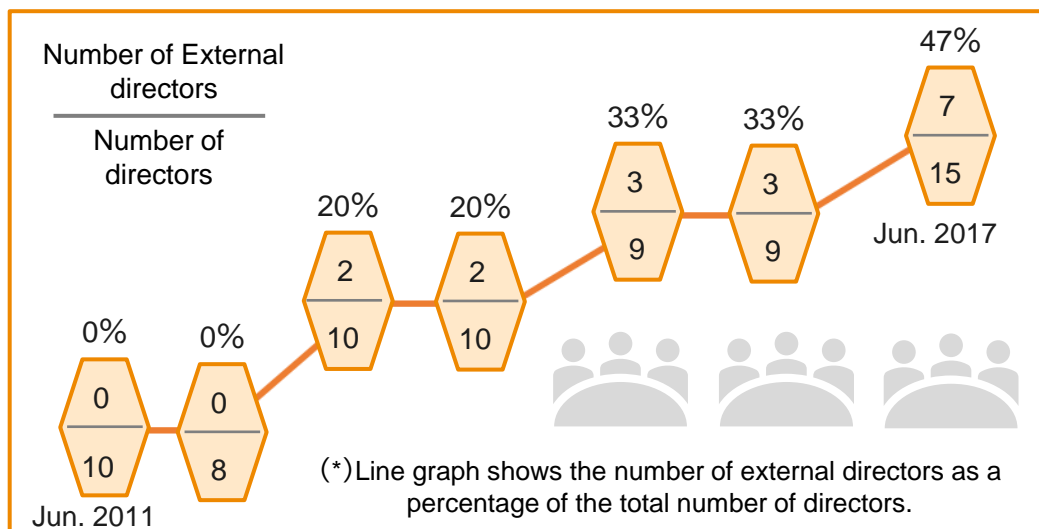 Number of External
directors
Number of
directors
0%
0
10
Jun. 2011
0%
0
8
20%
2
10
20%
2
10
33%
3
9
33%
3
9
47%
7
15
Jun. 2017
(*)Line graph shows the number of external directors as a
percentage of the total number of directors.